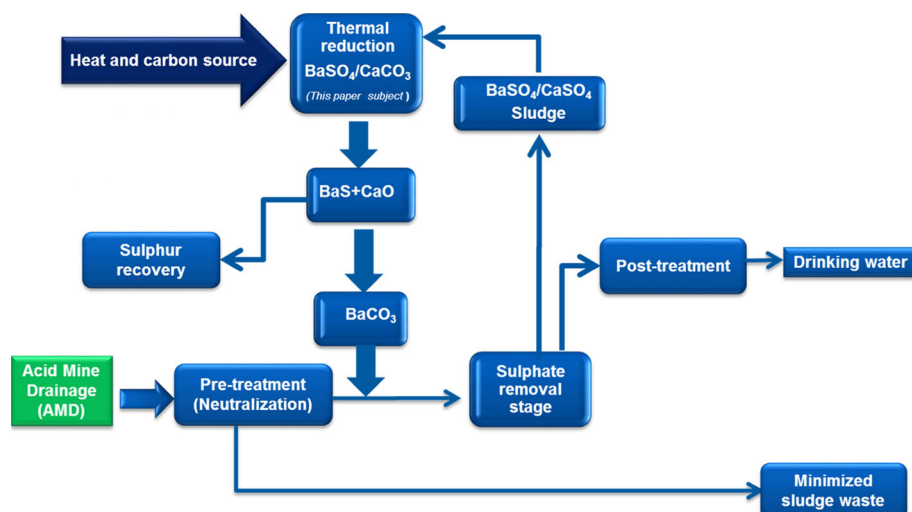 Heat and carbon source
Thermal
reduction
BaSO₄/CaCO₃
(This paper subject)
BaSO₄/CaSO₄
Sludge
BaS+CaO
Sulphur
recovery
Post-treatment
Drinking water
BaCO₃
Acid Mine
Drainage
(AMD)
Pre-treatment
(Neutralization)
Sulphate
removal
stage
Minimized
sludge waste